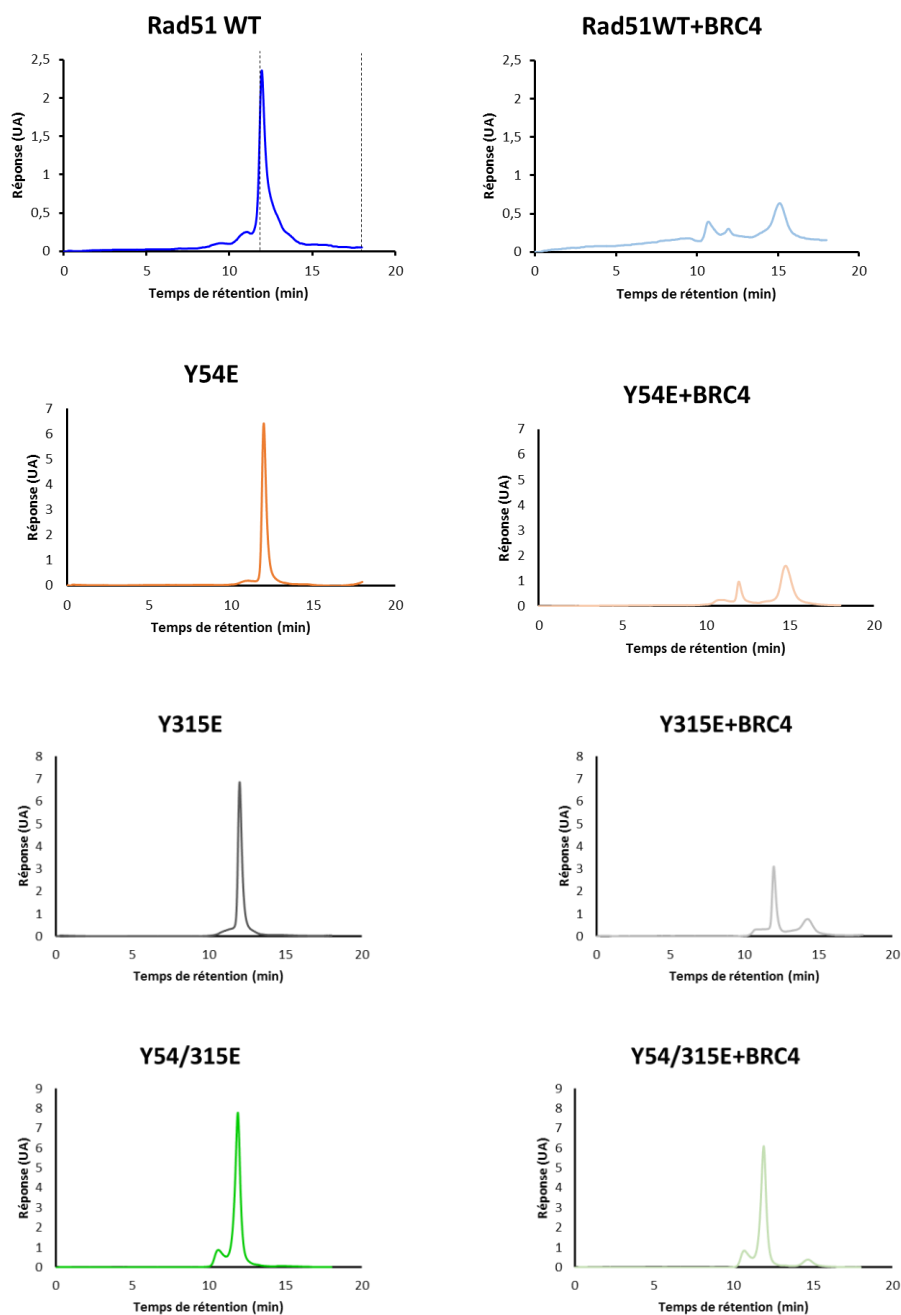 Rad51 WT
2,5
2
1,5
1
0,5
0
Réponse (UA)
0 5 10 15 20
Temps de rétention (min)
Rad51WT+BRC4
2,5
2
1,5
1
0,5
0
Réponse (UA)
0 5 10 15 20
Temps de rétention (min)
Y54E
7
6
5
4
3
2
1
0
Réponse (UA)
0 5 10 15 20
Temps de rétention (min)
Y54E+BRC4
7
6
5
4
3
2
1
0
Réponse (UA)
0 5 10 15 20
Temps de rétention (min)
Y315E
8
7
6
5
4
3
2
1
0
Réponse (UA)
0 5 10 15 20
Temps de rétention (min)
Y315E+BRC4
8
7
6
5
4
3
2
1
0
Réponse (UA)
0 5 10 15 20
Temps de rétention (min)
Y54/315E
9
8
7
6
5
4
3
2
1
0
Réponse (UA)
0 5 10 15 20
Temps de rétention (min)
Y54/315E+BRC4
9
8
7
6
5
4
3
2
1
0
Réponse (UA)
0 5 10 15 20
Temps de rétention (min)